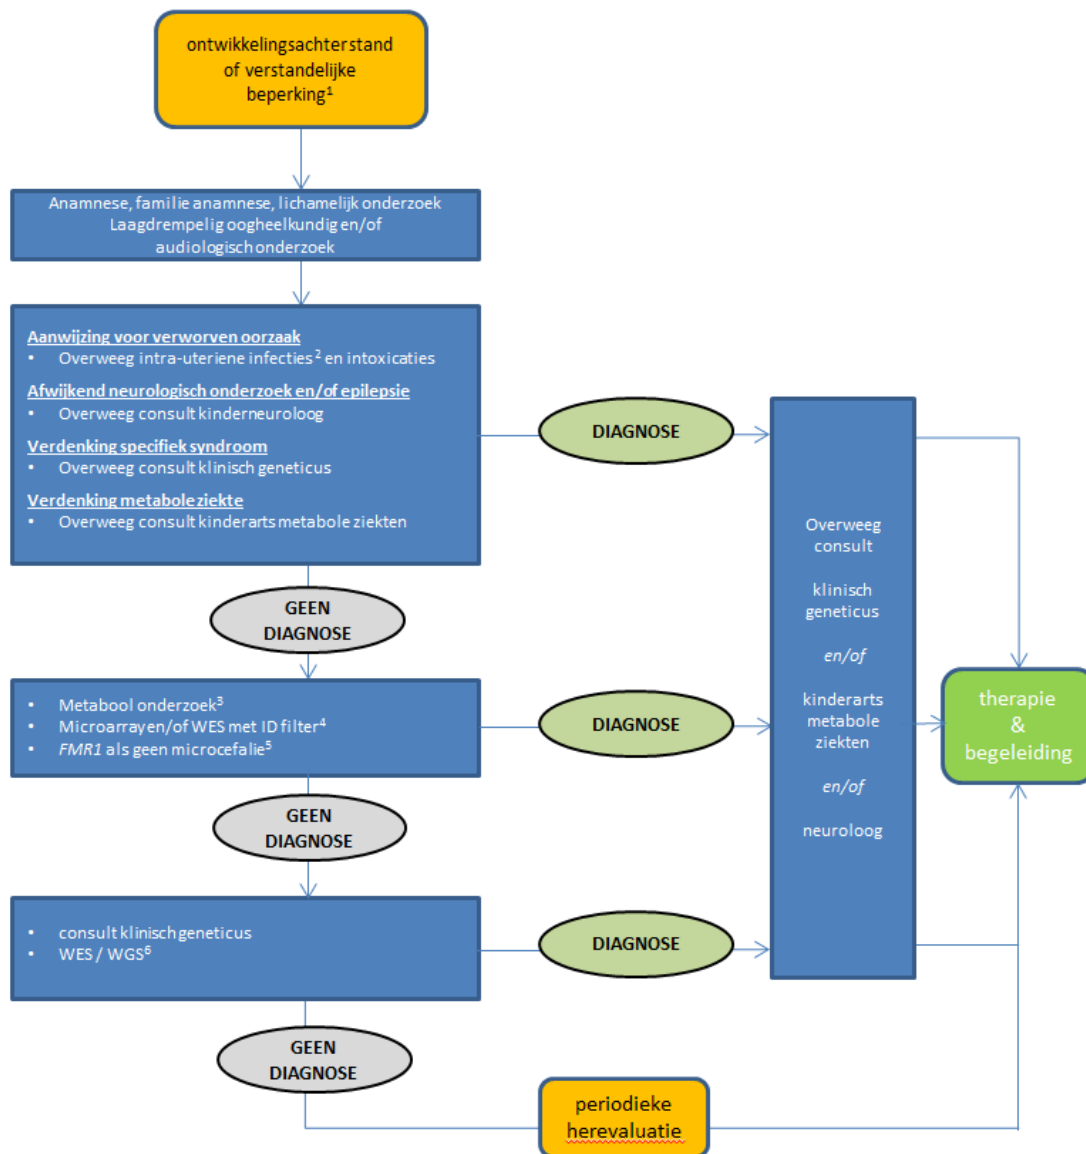 ontwikkelingsachterstand
of verstandelijke
beperking¹
Anamnese, familie anamnese, lichamelijk onderzoek
Laagdrempelig oogheelkundig en/of
audiologisch onderzoek
Aanwijzing voor verworven oorzaak
• Overweeg intra-uteriene infecties² en intoxicaties
Afwijkend neurologisch onderzoek en/of epilepsie
• Overweeg consult kinderneuroloog
Verdenking specifiek syndroom
• Overweeg consult klinisch geneticus
Verdenking metabole ziekte
• Overweeg consult kinderarts metabole ziekten
DIAGNOSE
GEEN
DIAGNOSE
• Metabool onderzoek³
• Microarray en/of WES met ID filter⁴
• FMR1 als geen microcefalie⁵
DIAGNOSE
GEEN
DIAGNOSE
• consult klinisch geneticus
• WES / WGS⁶
DIAGNOSE
GEEN
DIAGNOSE
Overweeg
consult
klinisch
geneticus
en/of
kinderarts
metabole
ziekten
en/of
neuroloog
therapie
&
begeleiding
periodieke
herevaluatie